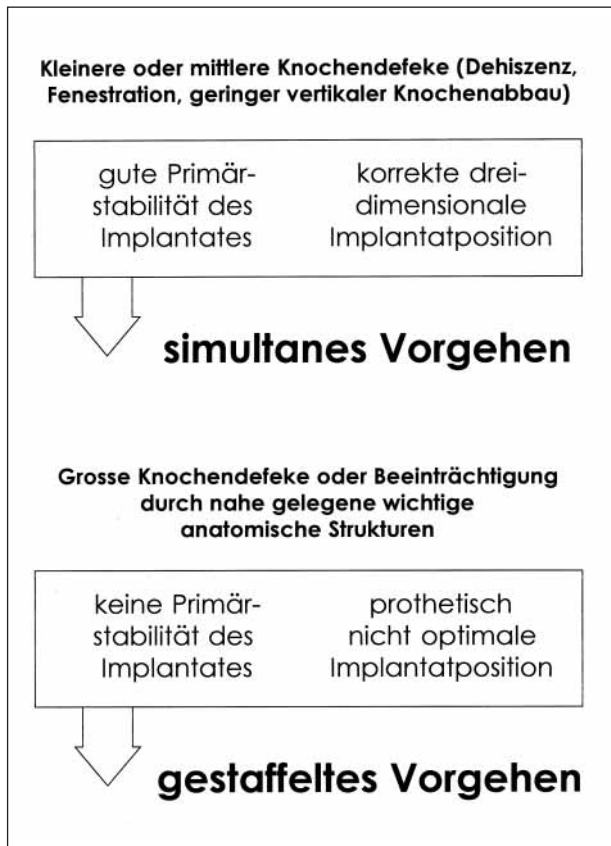 Kleinere oder mittlere Knochendefeke (Dehiszenz,
Fenestration, geringer vertikaler Knochenabbau)
gute Primär-
stabilität des
Implantates
korrekte drei-
dimensionale
Implantatposition
simultanes Vorgehen
Grosse Knochendefeke oder Beeinträchtigung
durch nahe gelegene wichtige
anatomische Strukturen
keine Primär-
stabilität des
Implantates
prothetisch
nicht optimale
Implantatposition
gestaffeltes Vorgehen